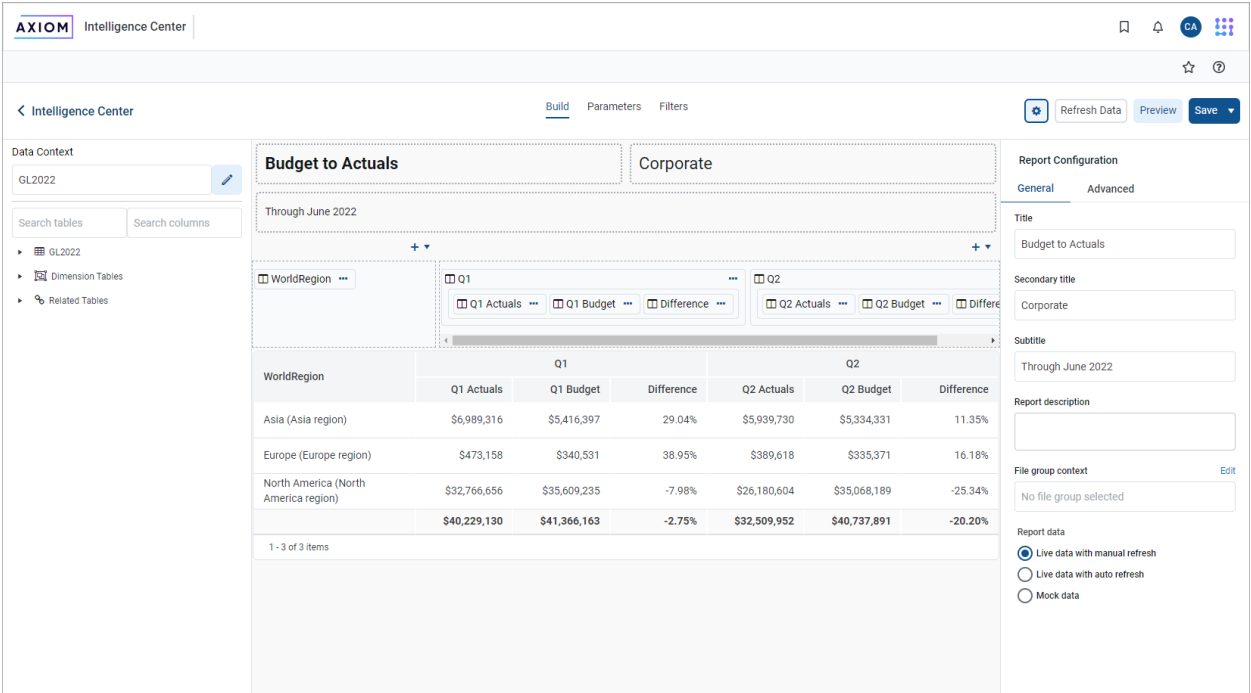 AXIOM Intelligence Center
CA
Intelligence Center
Build Parameters Filters
Refresh Data Preview Save
Data Context
GL2022
Search tables Search columns
GL2022
Dimension Tables
Related Tables
Budget to Actuals Corporate
Through June 2022
WorldRegion
Q1 Q2
Q1 Actuals Q1 Budget Difference Q2 Actuals Q2 Budget Differe
WorldRegion Q1 Q2
Q1 Actuals Q1 Budget Difference Q2 Actuals Q2 Budget Difference
Asia (Asia region) $6,989,316 $5,416,397 29.04% $5,939,730 $5,334,331 11.35%
Europe (Europe region) $473,158 $340,531 38.95% $389,618 $335,371 16.18%
North America (North
America region) $32,766,656 $35,609,235 -7.98% $26,180,604 $35,068,189 -25.34%
$40,229,130 $41,366,163 -2.75% $32,509,952 $40,737,891 -20.20%
1 - 3 of 3 items
Report Configuration
General Advanced
Title
Budget to Actuals
Secondary title
Corporate
Subtitle
Through June 2022
Report description
File group context Edit
No file group selected
Report data
Live data with manual refresh
Live data with auto refresh
Mock data